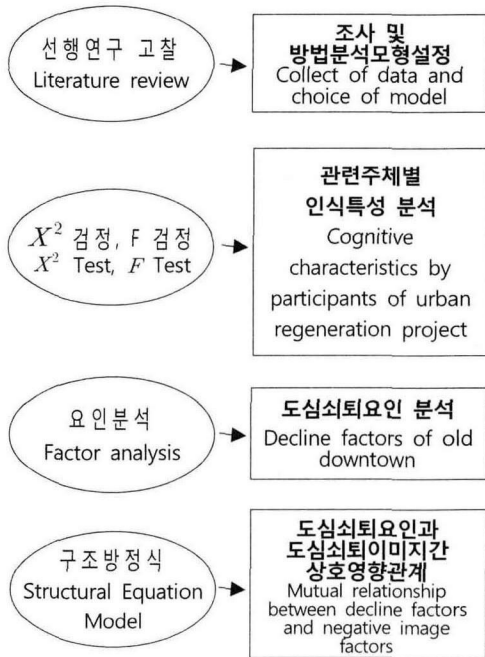 선행연구 고찰
Literature review
조사 및
방법분석모형설정
Collect of data and
choice of model
X² 검정, F 검정
X² Test, F Test
관련주체별
인식특성 분석
Cognitive
characteristics by
participants of urban
regeneration project
요인분석
Factor analysis
도심쇠퇴요인 분석
Decline factors of old
downtown
구조방정식
Structural Equation
Model
도심쇠퇴요인과
도심쇠퇴이미지간
상호영향관계
Mutual relationship
between decline factors
and negative image
factors